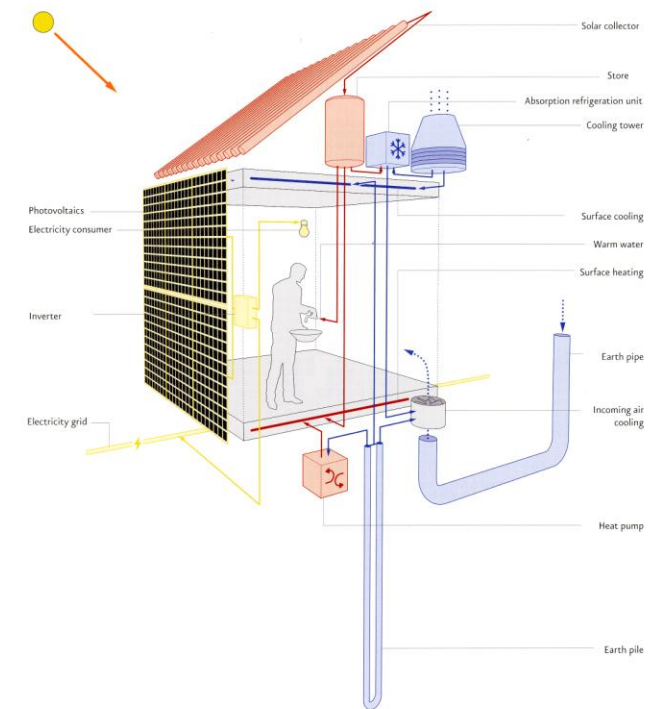 Solar collector
Store
Absorption refrigeration unit
Cooling tower
Photovoltaics
Electricity consumer
Surface cooling
Warm water
Surface heating
Inverter
Earth pipe
Electricity grid
Incoming air
cooling
Heat pump
Earth pile